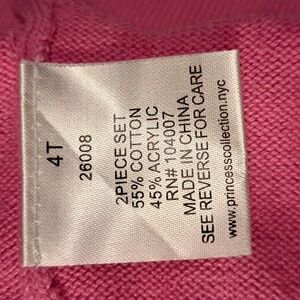 4T
26008
2PIECE SET
55% COTTON
45% ACRYLIC
RN# 104007
MADE IN CHINA
SEE REVERSE FOR CARE
www.princesscollection.nyc